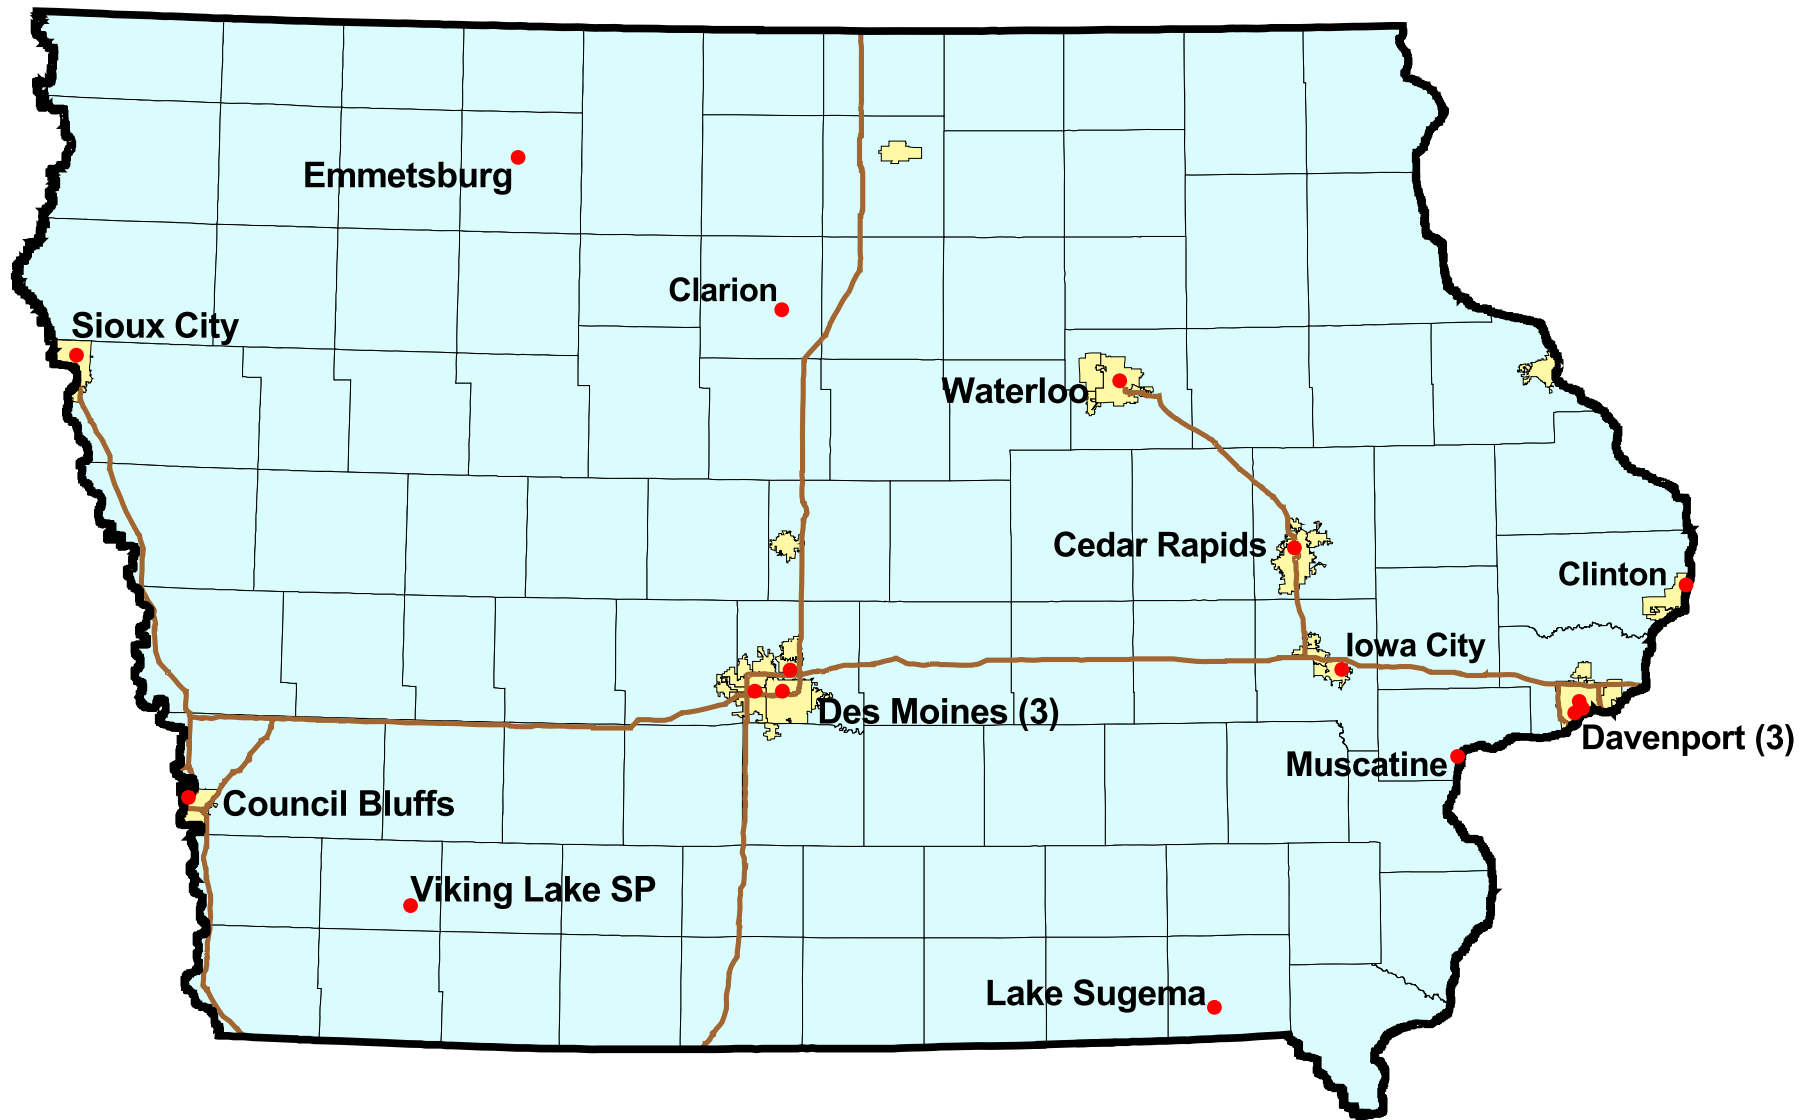 Emmetsburg
Clarion
Sioux City
Waterloo
Cedar Rapids
Clinton
Iowa City
Des Moines (3)
Davenport (3)
Muscatine
Council Bluffs
Viking Lake SP
Lake Sugema